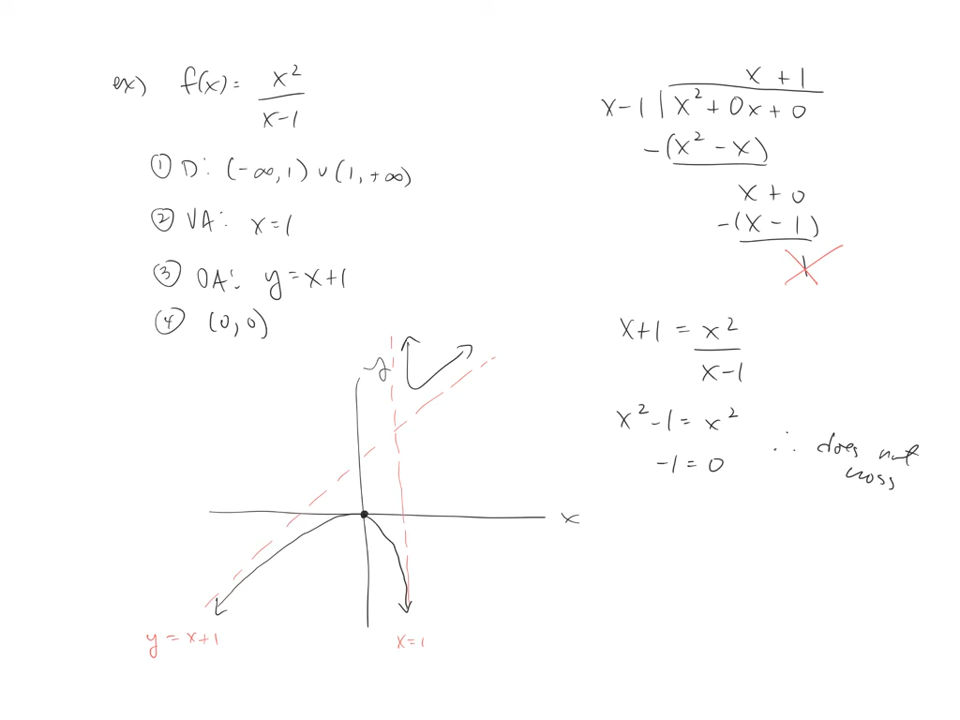 ex) f(x) = x²/(x-1)
① D: (-∞, 1) ∪ (1, +∞)
② VA: x=1
③ OA: y=x+1
④ (0,0)
y
x
y = x+1
x=1
x+1
x-1 | x² + 0x + 0
-(x² - x)
x + 0
-(x - 1)
1
x+1 = x²/(x-1)
x² - 1 = x²
-1 = 0
∴ does not
cross